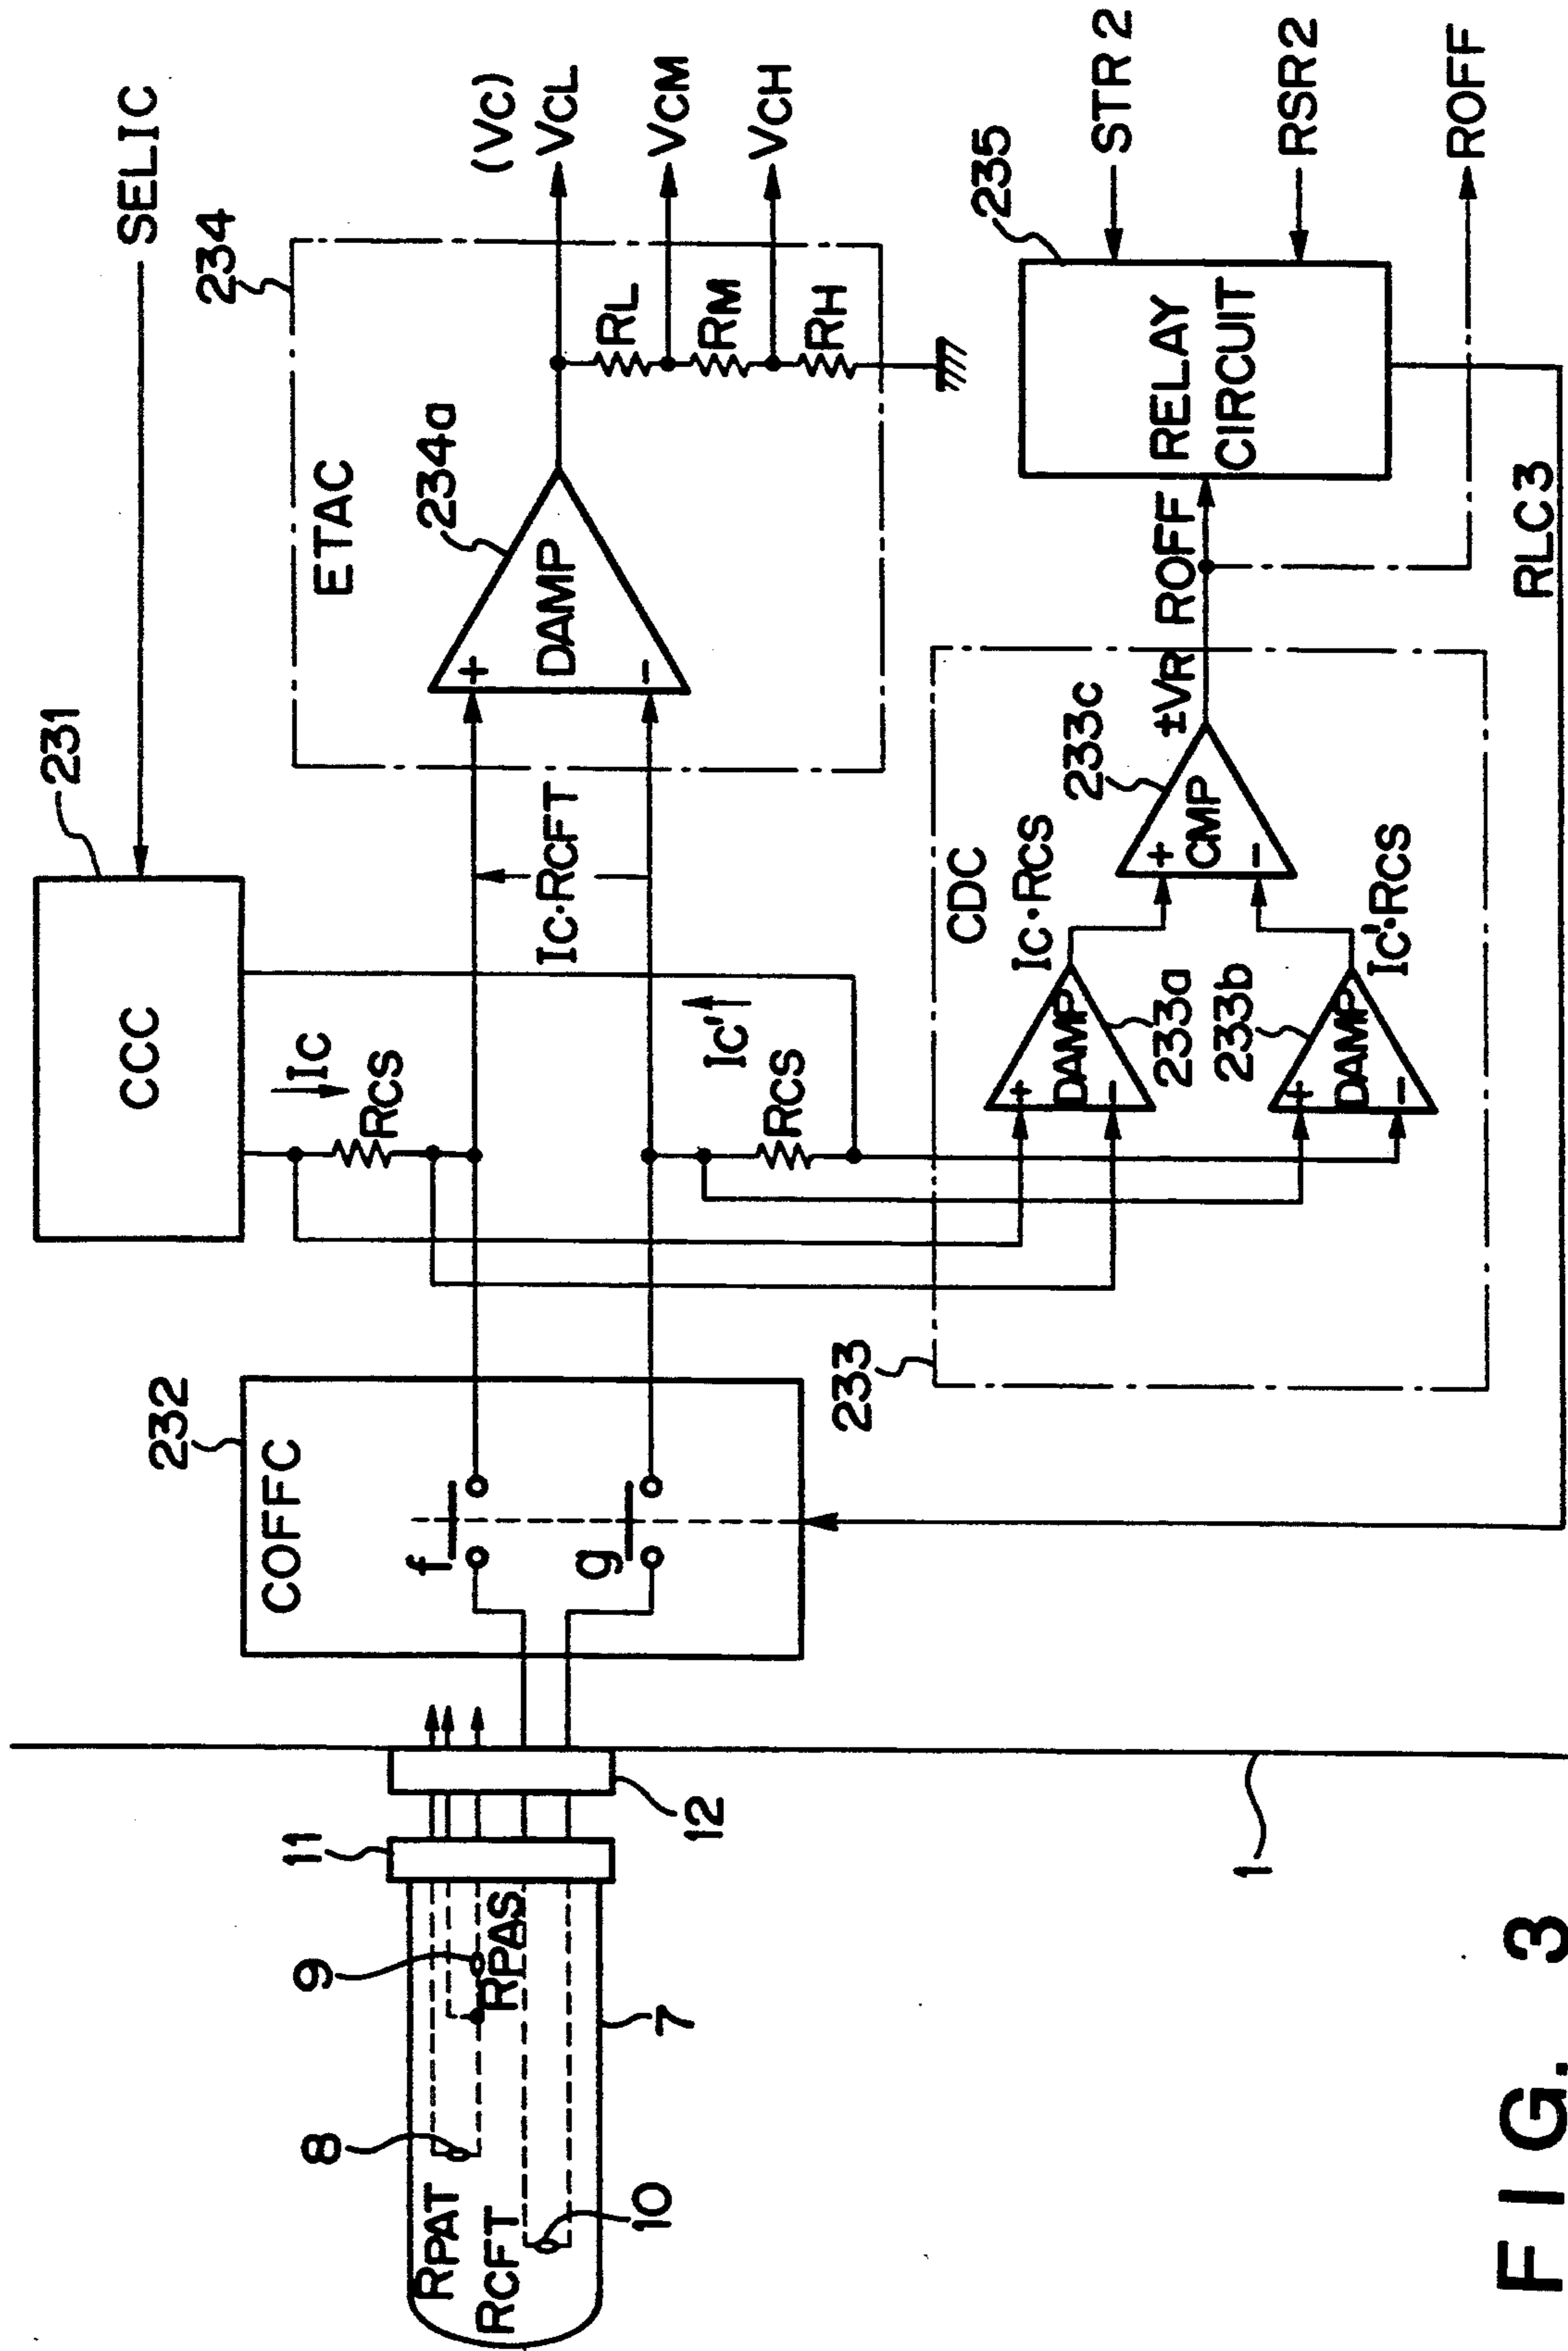 SELIC
231
CCC
234
ETAC
234a
DAMP
+
-
(VC)
VCL
VCM
VCH
RL
RM
RH
IC
RCS
IC·RCFT
IC'
RCS
232
COFFC
f
g
11
12
9
8
RPAT
RPAS
RCFT
10
7
1
233
CDC
IC·RCS
+
DAMP
-
233a
233b
+
DAMP
-
IC'·RCS
233c
+
CMP
-
±VR
ROFF
235
RELAY
CIRCUIT
STR2
RSR2
ROFF
RLC3
FIG. 3